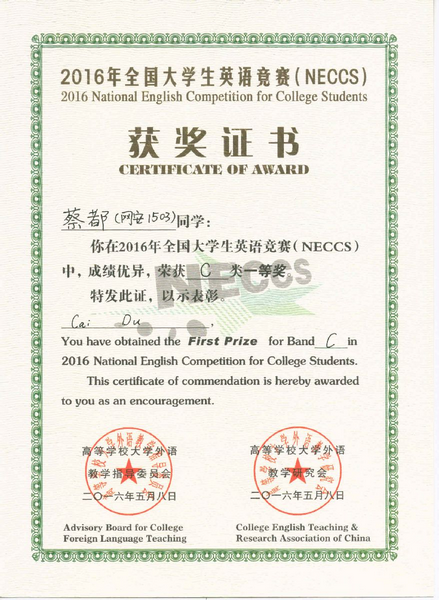 2016年全国大学生英语竞赛(NECCS)
2016 National English Competition for College Students
获奖证书
CERTIFICATE OF AWARD
蔡都(网安1503)同学:
你在2016年全国大学生英语竞赛(NECCS)
中,成绩优异,荣获 C 类一等奖。
特发此证,以示表彰。
NECCS
Cai Du,
You have obtained the First Prize for Band C in
2016 National English Competition for College Students.
This certificate of commendation is hereby awarded
to you as an encouragement.
高等学校大学外语
教学指导委员会
二〇一六年五月八日
Advisory Board for College
Foreign Language Teaching
高等学校大学外语
教学研究会
二〇一六年五月八日
College English Teaching &
Research Association of China